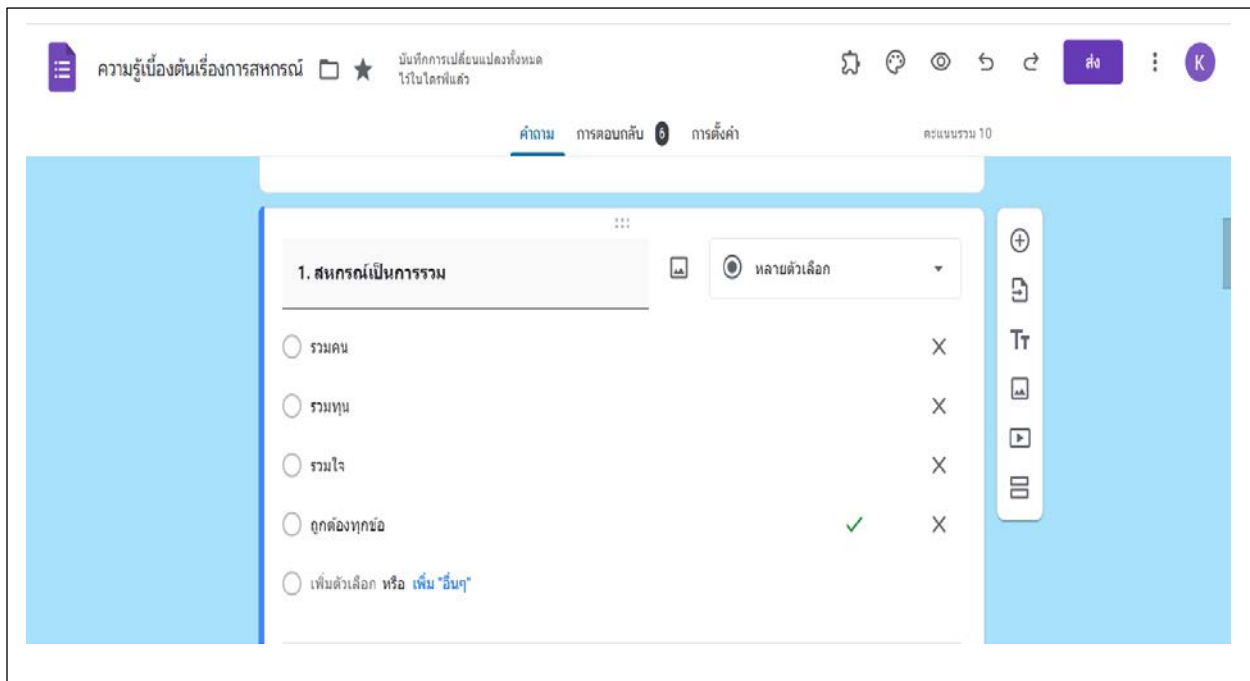 ความรู้เบื้องต้นเรื่องการสหกรณ์
บันทึกการเปลี่ยนแปลงทั้งหมด
ไว้ในไดรฟ์แล้ว
ส่ง
K
คำถาม การตอบกลับ 6 การตั้งค่า
คะแนนรวม 10
1. สหกรณ์เป็นการรวม
หลายตัวเลือก
รวมคน
รวมทุน
รวมใจ
ถูกต้องทุกข้อ
เพิ่มตัวเลือก หรือ เพิ่ม "อื่นๆ"
Tт